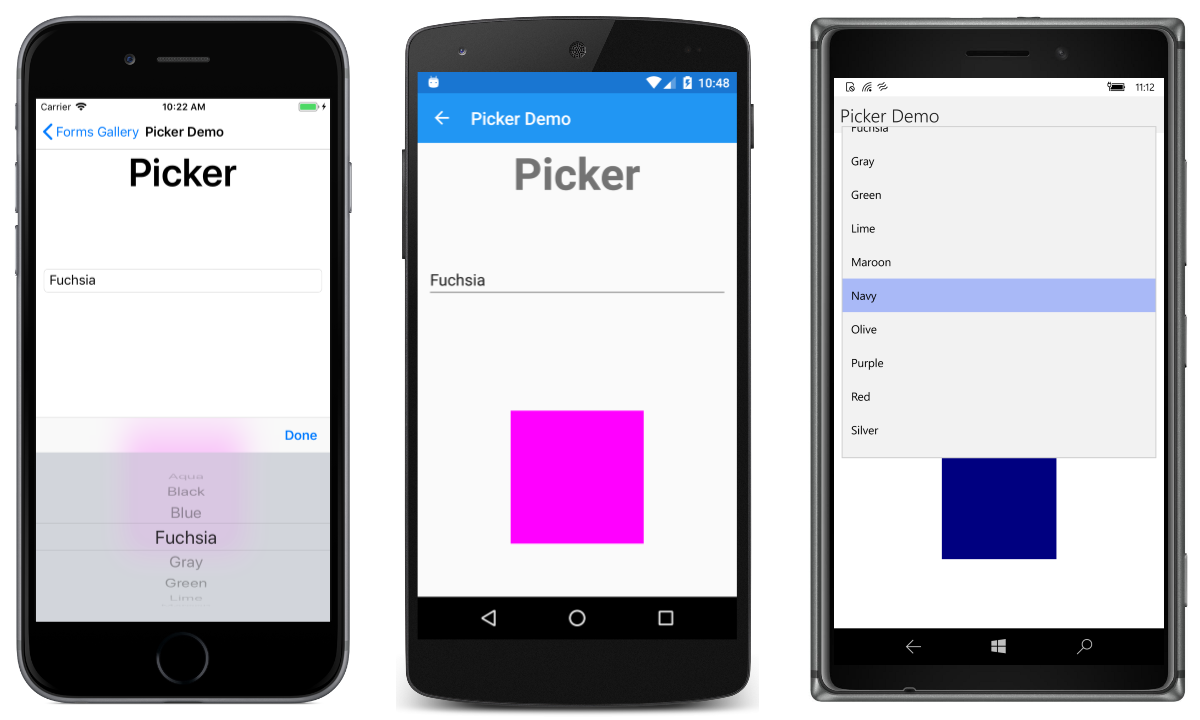 Carrier 10:22 AM
Forms Gallery Picker Demo
Picker
Fuchsia
Done
Aqua
Black
Blue
Fuchsia
Gray
Green
Lime
10:48
Picker Demo
Picker
Fuchsia
11:12
Picker Demo
Fuchsia
Gray
Green
Lime
Maroon
Navy
Olive
Purple
Red
Silver